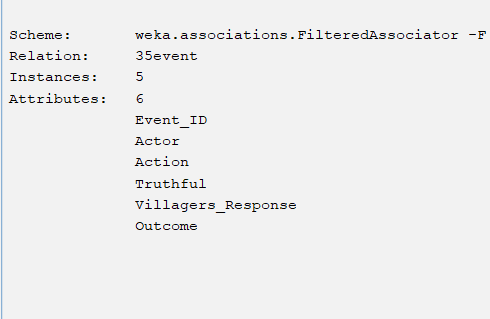 Scheme: weka.associations.FilteredAssociator -F
Relation: 35event
Instances: 5
Attributes: 6
Event_ID
Actor
Action
Truthful
Villagers_Response
Outcome